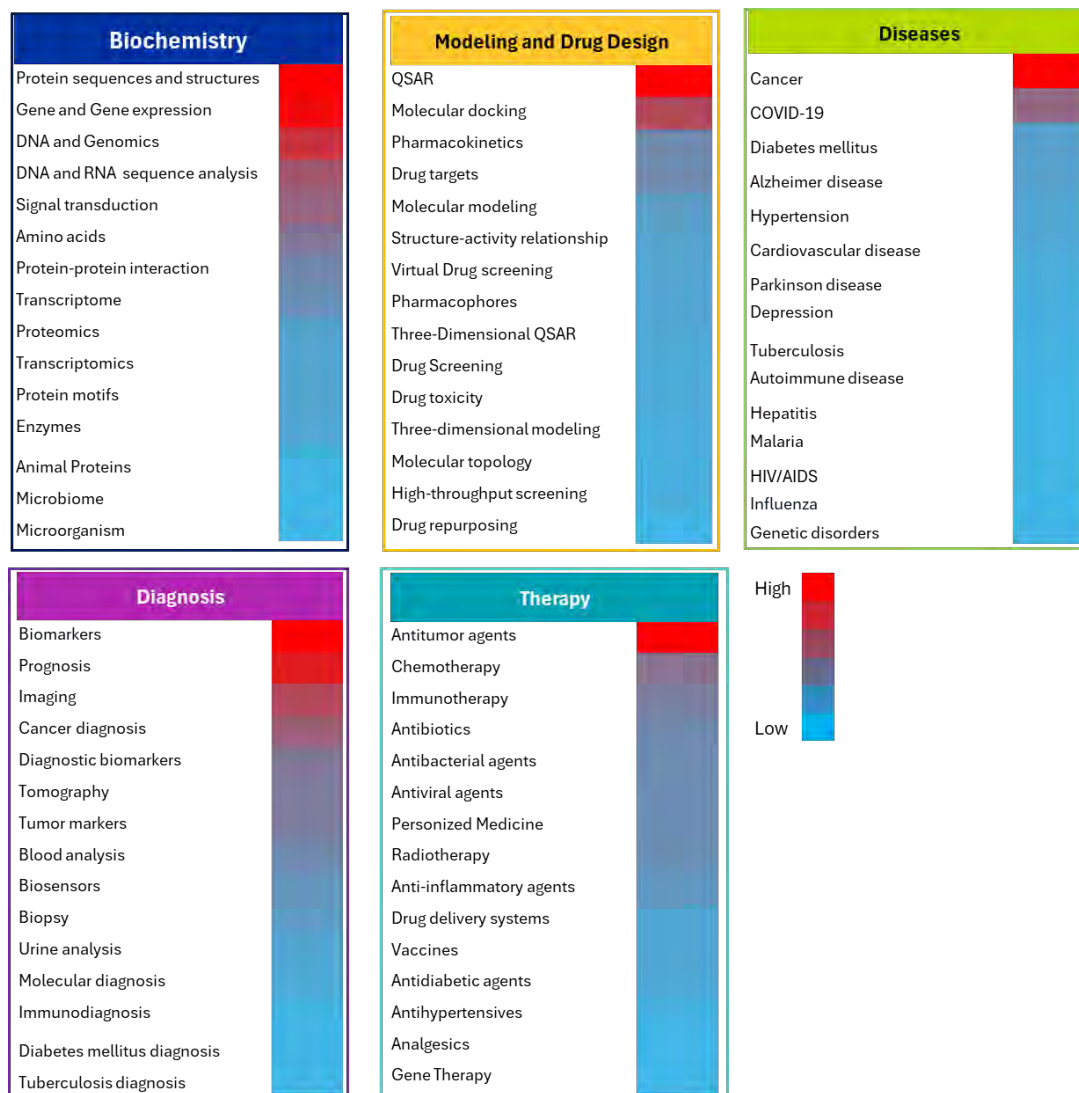 Biochemistry
Protein sequences and structures
Gene and Gene expression
DNA and Genomics
DNA and RNA sequence analysis
Signal transduction
Amino acids
Protein-protein interaction
Transcriptome
Proteomics
Transcriptomics
Protein motifs
Enzymes
Animal Proteins
Microbiome
Microorganism
Modeling and Drug Design
QSAR
Molecular docking
Pharmacokinetics
Drug targets
Molecular modeling
Structure-activity relationship
Virtual Drug screening
Pharmacophores
Three-Dimensional QSAR
Drug Screening
Drug toxicity
Three-dimensional modeling
Molecular topology
High-throughput screening
Drug repurposing
Diseases
Cancer
COVID-19
Diabetes mellitus
Alzheimer disease
Hypertension
Cardiovascular disease
Parkinson disease
Depression
Tuberculosis
Autoimmune disease
Hepatitis
Malaria
HIV/AIDS
Influenza
Genetic disorders
Diagnosis
Biomarkers
Prognosis
Imaging
Cancer diagnosis
Diagnostic biomarkers
Tomography
Tumor markers
Blood analysis
Biosensors
Biopsy
Urine analysis
Molecular diagnosis
Immunodiagnosis
Diabetes mellitus diagnosis
Tuberculosis diagnosis
Therapy
Antitumor agents
Chemotherapy
Immunotherapy
Antibiotics
Antibacterial agents
Antiviral agents
Personized Medicine
Radiotherapy
Anti-inflammatory agents
Drug delivery systems
Vaccines
Antidiabetic agents
Antihypertensives
Analgesics
Gene Therapy
High
Low